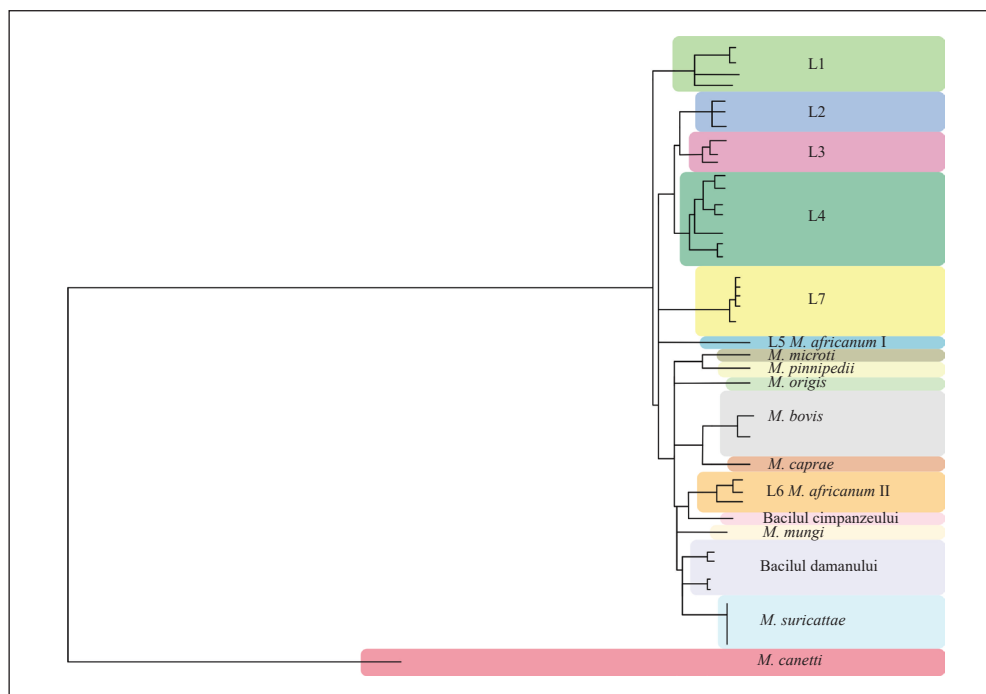 L1
L2
L3
L4
L7
L5 M. africanum I
M. microti
M. pinnipedii
M. origis
M. bovis
M. caprae
L6 M. africanum II
Bacilul cimpanzeului
M. mungi
Bacilul damanului
M. suricattae
M. canetti